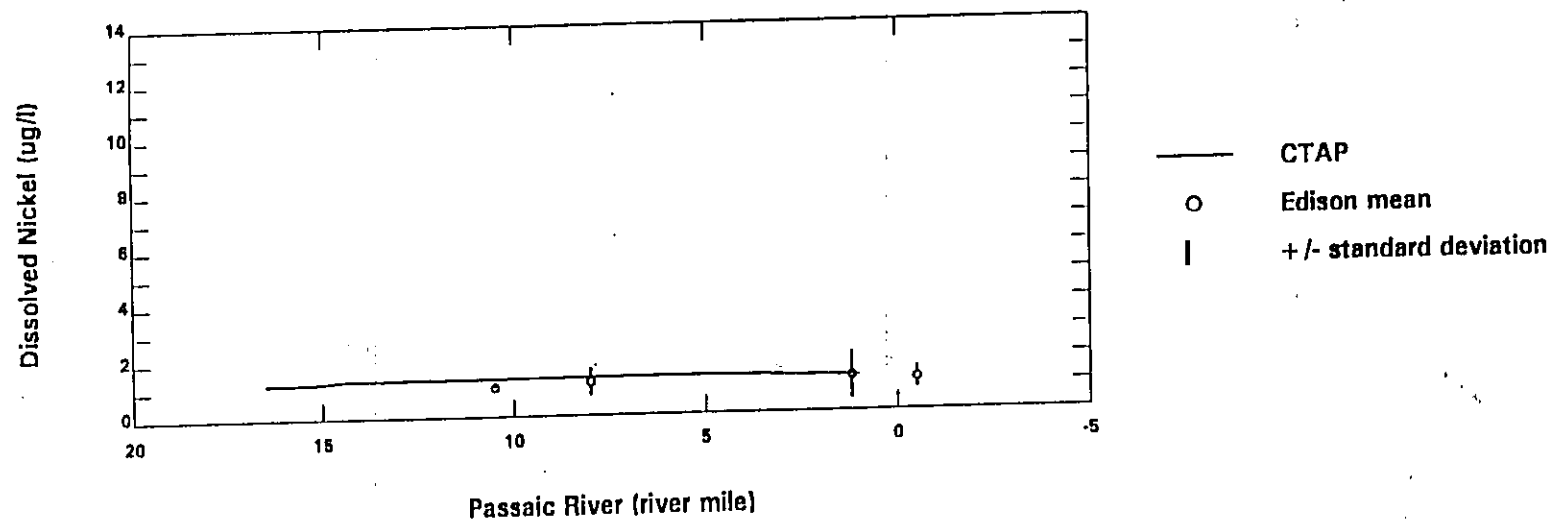 14
12
10
8
6
4
2
0
Dissolved Nickel (ug/l)
20 15 10 5 0 -5
Passaic River (river mile)
CTAP
Edison mean
+/- standard deviation